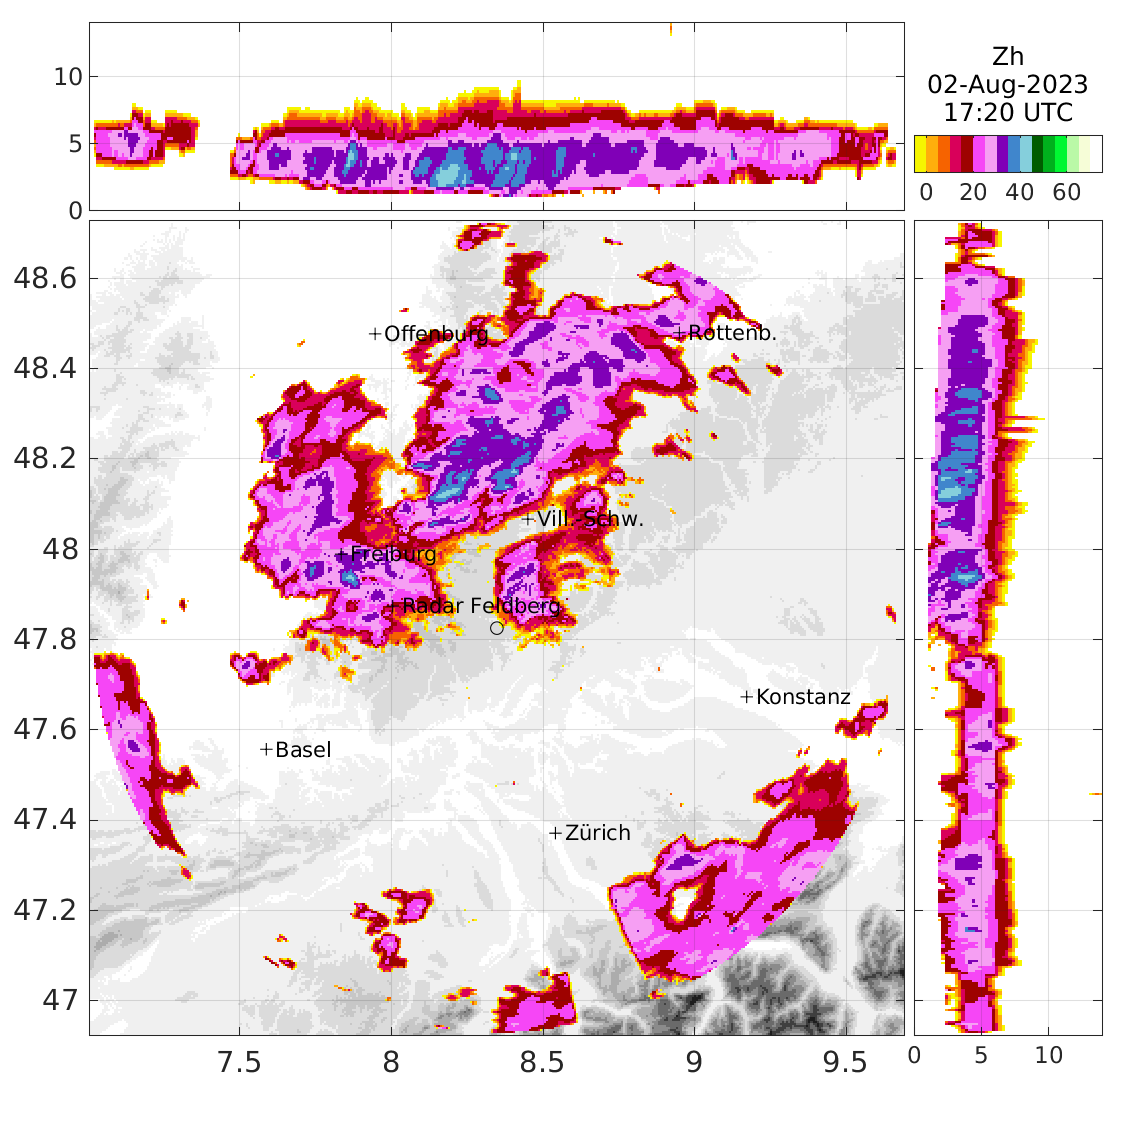 10
5
0
Zh
02-Aug-2023
17:20 UTC
0 20 40 60
48.6
48.4
48.2
48
47.8
47.6
47.4
47.2
47
+Offenburg
+Rottenb.
+Vill.-Schw.
+Freiburg
+Radar Feldberg
+Konstanz
+Basel
+Zürich
7.5 8 8.5 9 9.5
0 5 10